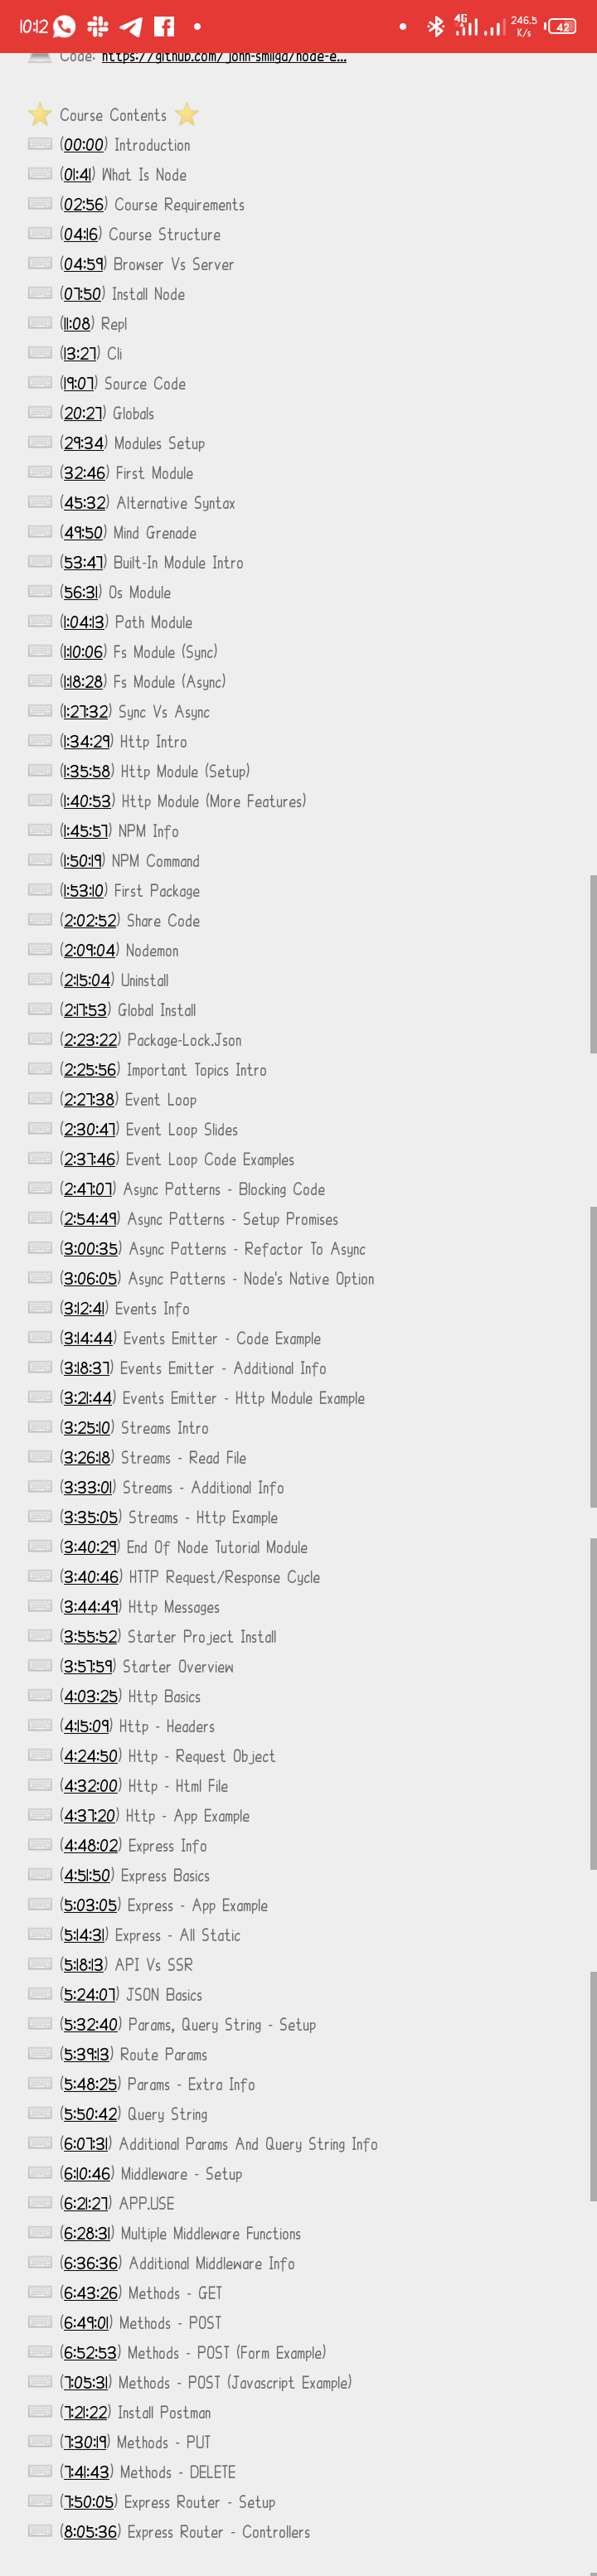 10:12 4G 246.5 K/s 42
Code: https://github.com/john-smilga/node-e...
Course Contents
(00:00) Introduction
(01:41) What Is Node
(02:56) Course Requirements
(04:16) Course Structure
(04:59) Browser Vs Server
(07:50) Install Node
(11:08) Repl
(13:27) Cli
(19:07) Source Code
(20:27) Globals
(29:34) Modules Setup
(32:46) First Module
(45:32) Alternative Syntax
(49:50) Mind Grenade
(53:47) Built-In Module Intro
(56:31) Os Module
(1:04:13) Path Module
(1:10:06) Fs Module (Sync)
(1:18:28) Fs Module (Async)
(1:27:32) Sync Vs Async
(1:34:29) Http Intro
(1:35:58) Http Module (Setup)
(1:40:53) Http Module (More Features)
(1:45:57) NPM Info
(1:50:19) NPM Command
(1:53:10) First Package
(2:02:52) Share Code
(2:09:04) Nodemon
(2:15:04) Uninstall
(2:17:53) Global Install
(2:23:22) Package-Lock.Json
(2:25:56) Important Topics Intro
(2:27:38) Event Loop
(2:30:47) Event Loop Slides
(2:37:46) Event Loop Code Examples
(2:47:07) Async Patterns - Blocking Code
(2:54:49) Async Patterns - Setup Promises
(3:00:35) Async Patterns - Refactor To Async
(3:06:05) Async Patterns - Node's Native Option
(3:12:41) Events Info
(3:14:44) Events Emitter - Code Example
(3:18:37) Events Emitter - Additional Info
(3:21:44) Events Emitter - Http Module Example
(3:25:10) Streams Intro
(3:26:18) Streams - Read File
(3:33:01) Streams - Additional Info
(3:35:05) Streams - Http Example
(3:40:29) End Of Node Tutorial Module
(3:40:46) HTTP Request/Response Cycle
(3:44:49) Http Messages
(3:55:52) Starter Project Install
(3:57:59) Starter Overview
(4:03:25) Http Basics
(4:15:09) Http - Headers
(4:24:50) Http - Request Object
(4:32:00) Http - Html File
(4:37:20) Http - App Example
(4:48:02) Express Info
(4:51:50) Express Basics
(5:03:05) Express - App Example
(5:14:31) Express - All Static
(5:18:13) API Vs SSR
(5:24:07) JSON Basics
(5:32:40) Params, Query String - Setup
(5:39:13) Route Params
(5:48:25) Params - Extra Info
(5:50:42) Query String
(6:07:31) Additional Params And Query String Info
(6:10:46) Middleware - Setup
(6:21:27) APP.USE
(6:28:31) Multiple Middleware Functions
(6:36:36) Additional Middleware Info
(6:43:26) Methods - GET
(6:49:01) Methods - POST
(6:52:53) Methods - POST (Form Example)
(7:05:31) Methods - POST (Javascript Example)
(7:21:22) Install Postman
(7:30:19) Methods - PUT
(7:41:43) Methods - DELETE
(7:50:05) Express Router - Setup
(8:05:36) Express Router - Controllers